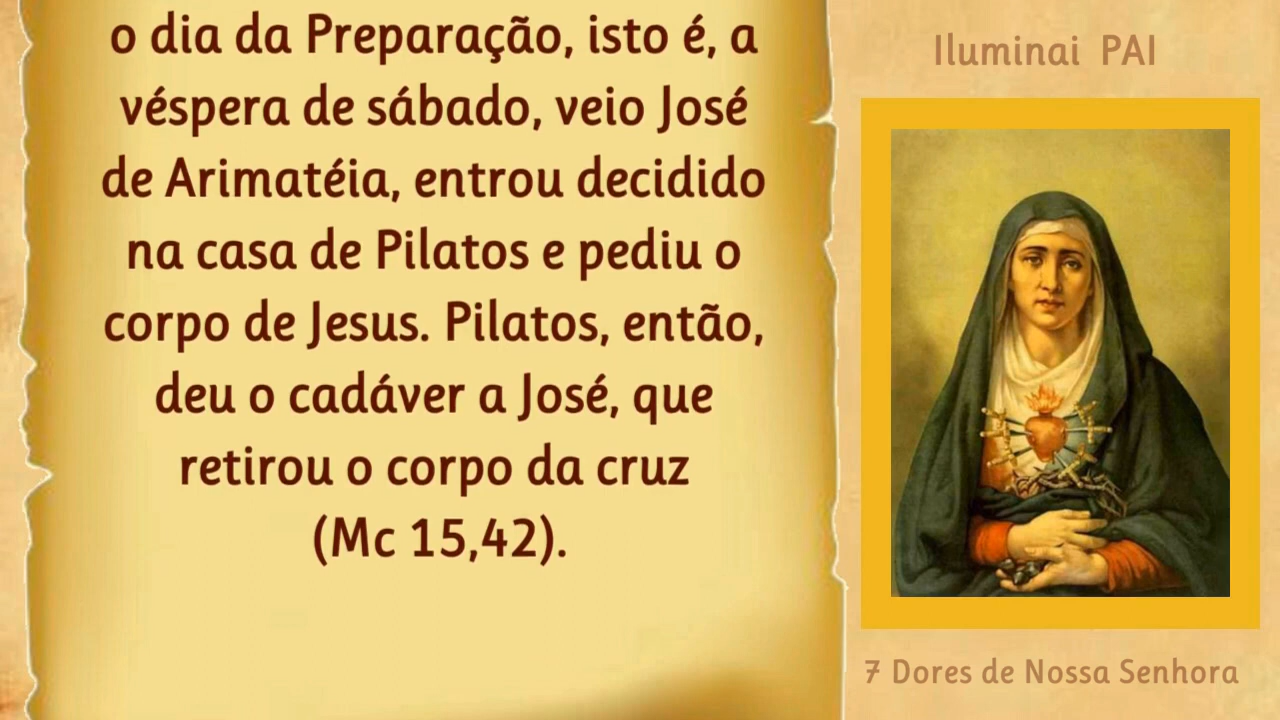 o dia da Preparação, isto é, a
véspera de sábado, veio José
de Arimatéia, entrou decidido
na casa de Pilatos e pediu o
corpo de Jesus. Pilatos, então,
deu o cadáver a José, que
retirou o corpo da cruz
(Mc 15,42).
Iluminai PAI
7 Dores de Nossa Senhora